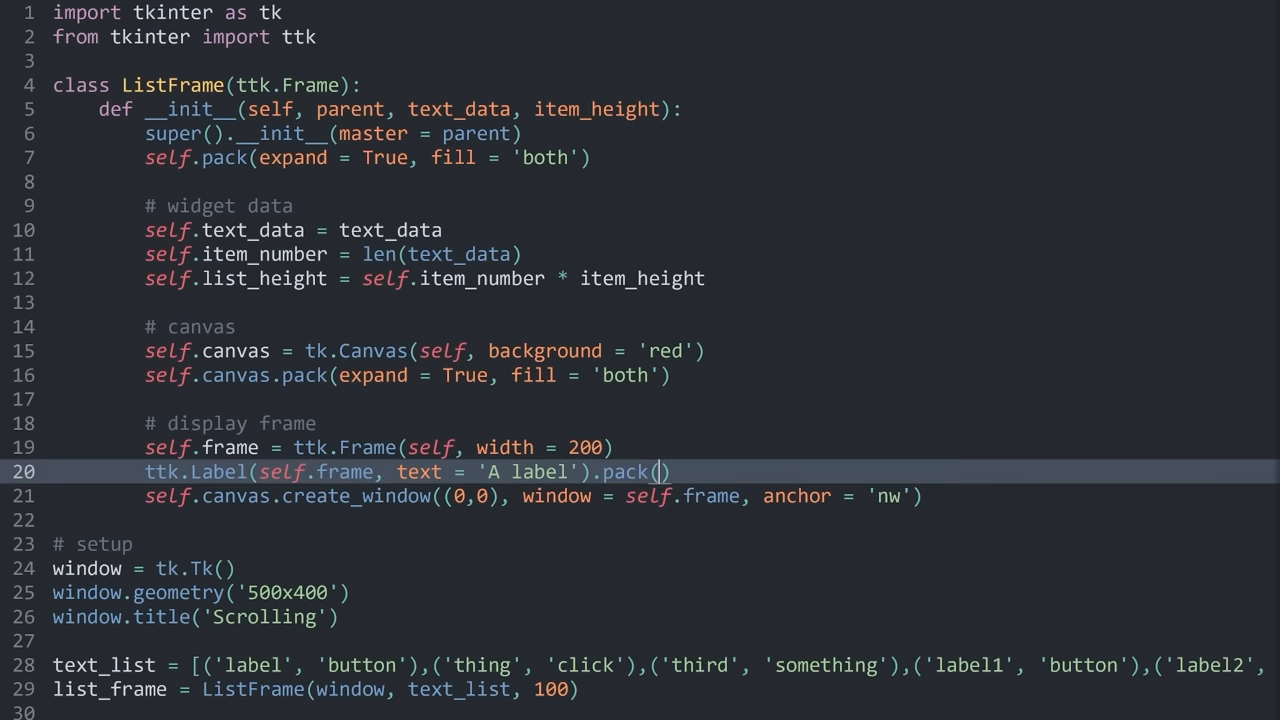 1 import tkinter as tk
2 from tkinter import ttk
3
4 class ListFrame(ttk.Frame):
5     def __init__(self, parent, text_data, item_height):
6         super().__init__(master = parent)
7         self.pack(expand = True, fill = 'both')
8
9         # widget data
10         self.text_data = text_data
11         self.item_number = len(text_data)
12         self.list_height = self.item_number * item_height
13
14         # canvas
15         self.canvas = tk.Canvas(self, background = 'red')
16         self.canvas.pack(expand = True, fill = 'both')
17
18         # display frame
19         self.frame = ttk.Frame(self, width = 200)
20         ttk.Label(self.frame, text = 'A label').pack()
21         self.canvas.create_window((0,0), window = self.frame, anchor = 'nw')
22
23 # setup
24 window = tk.Tk()
25 window.geometry('500x400')
26 window.title('Scrolling')
27
28 text_list = [('label', 'button'),('thing', 'click'),('third', 'something'),('label1', 'button'),('label2',
29 list_frame = ListFrame(window, text_list, 100)
30